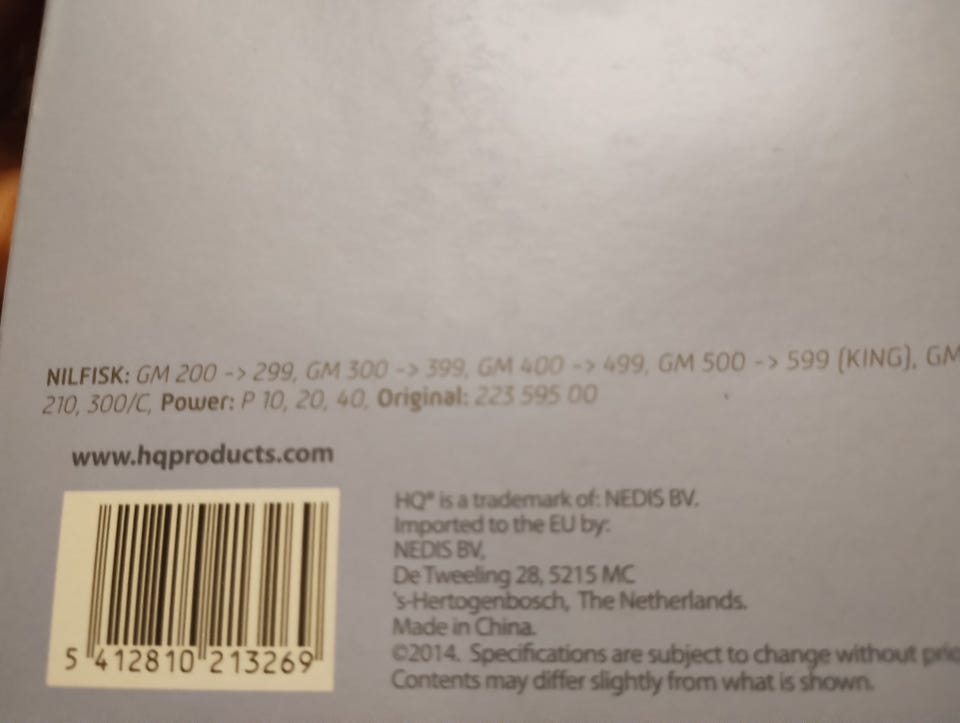 NILFISK: GM 200 -> 299, GM 300 -> 399, GM 400 -> 499, GM 500 -> 599 (KING), GM
210, 300/C, Power: P 10, 20, 40, Original: 223 595 00
www.hqproducts.com
HQ® is a trademark of: NEDIS BV.
Imported to the EU by:
NEDIS BV,
De Tweeling 28, 5215 MC
's-Hertogenbosch, The Netherlands.
Made in China.
©2014. Specifications are subject to change without
Contents may differ slightly from what is shown.
5 412810 213269